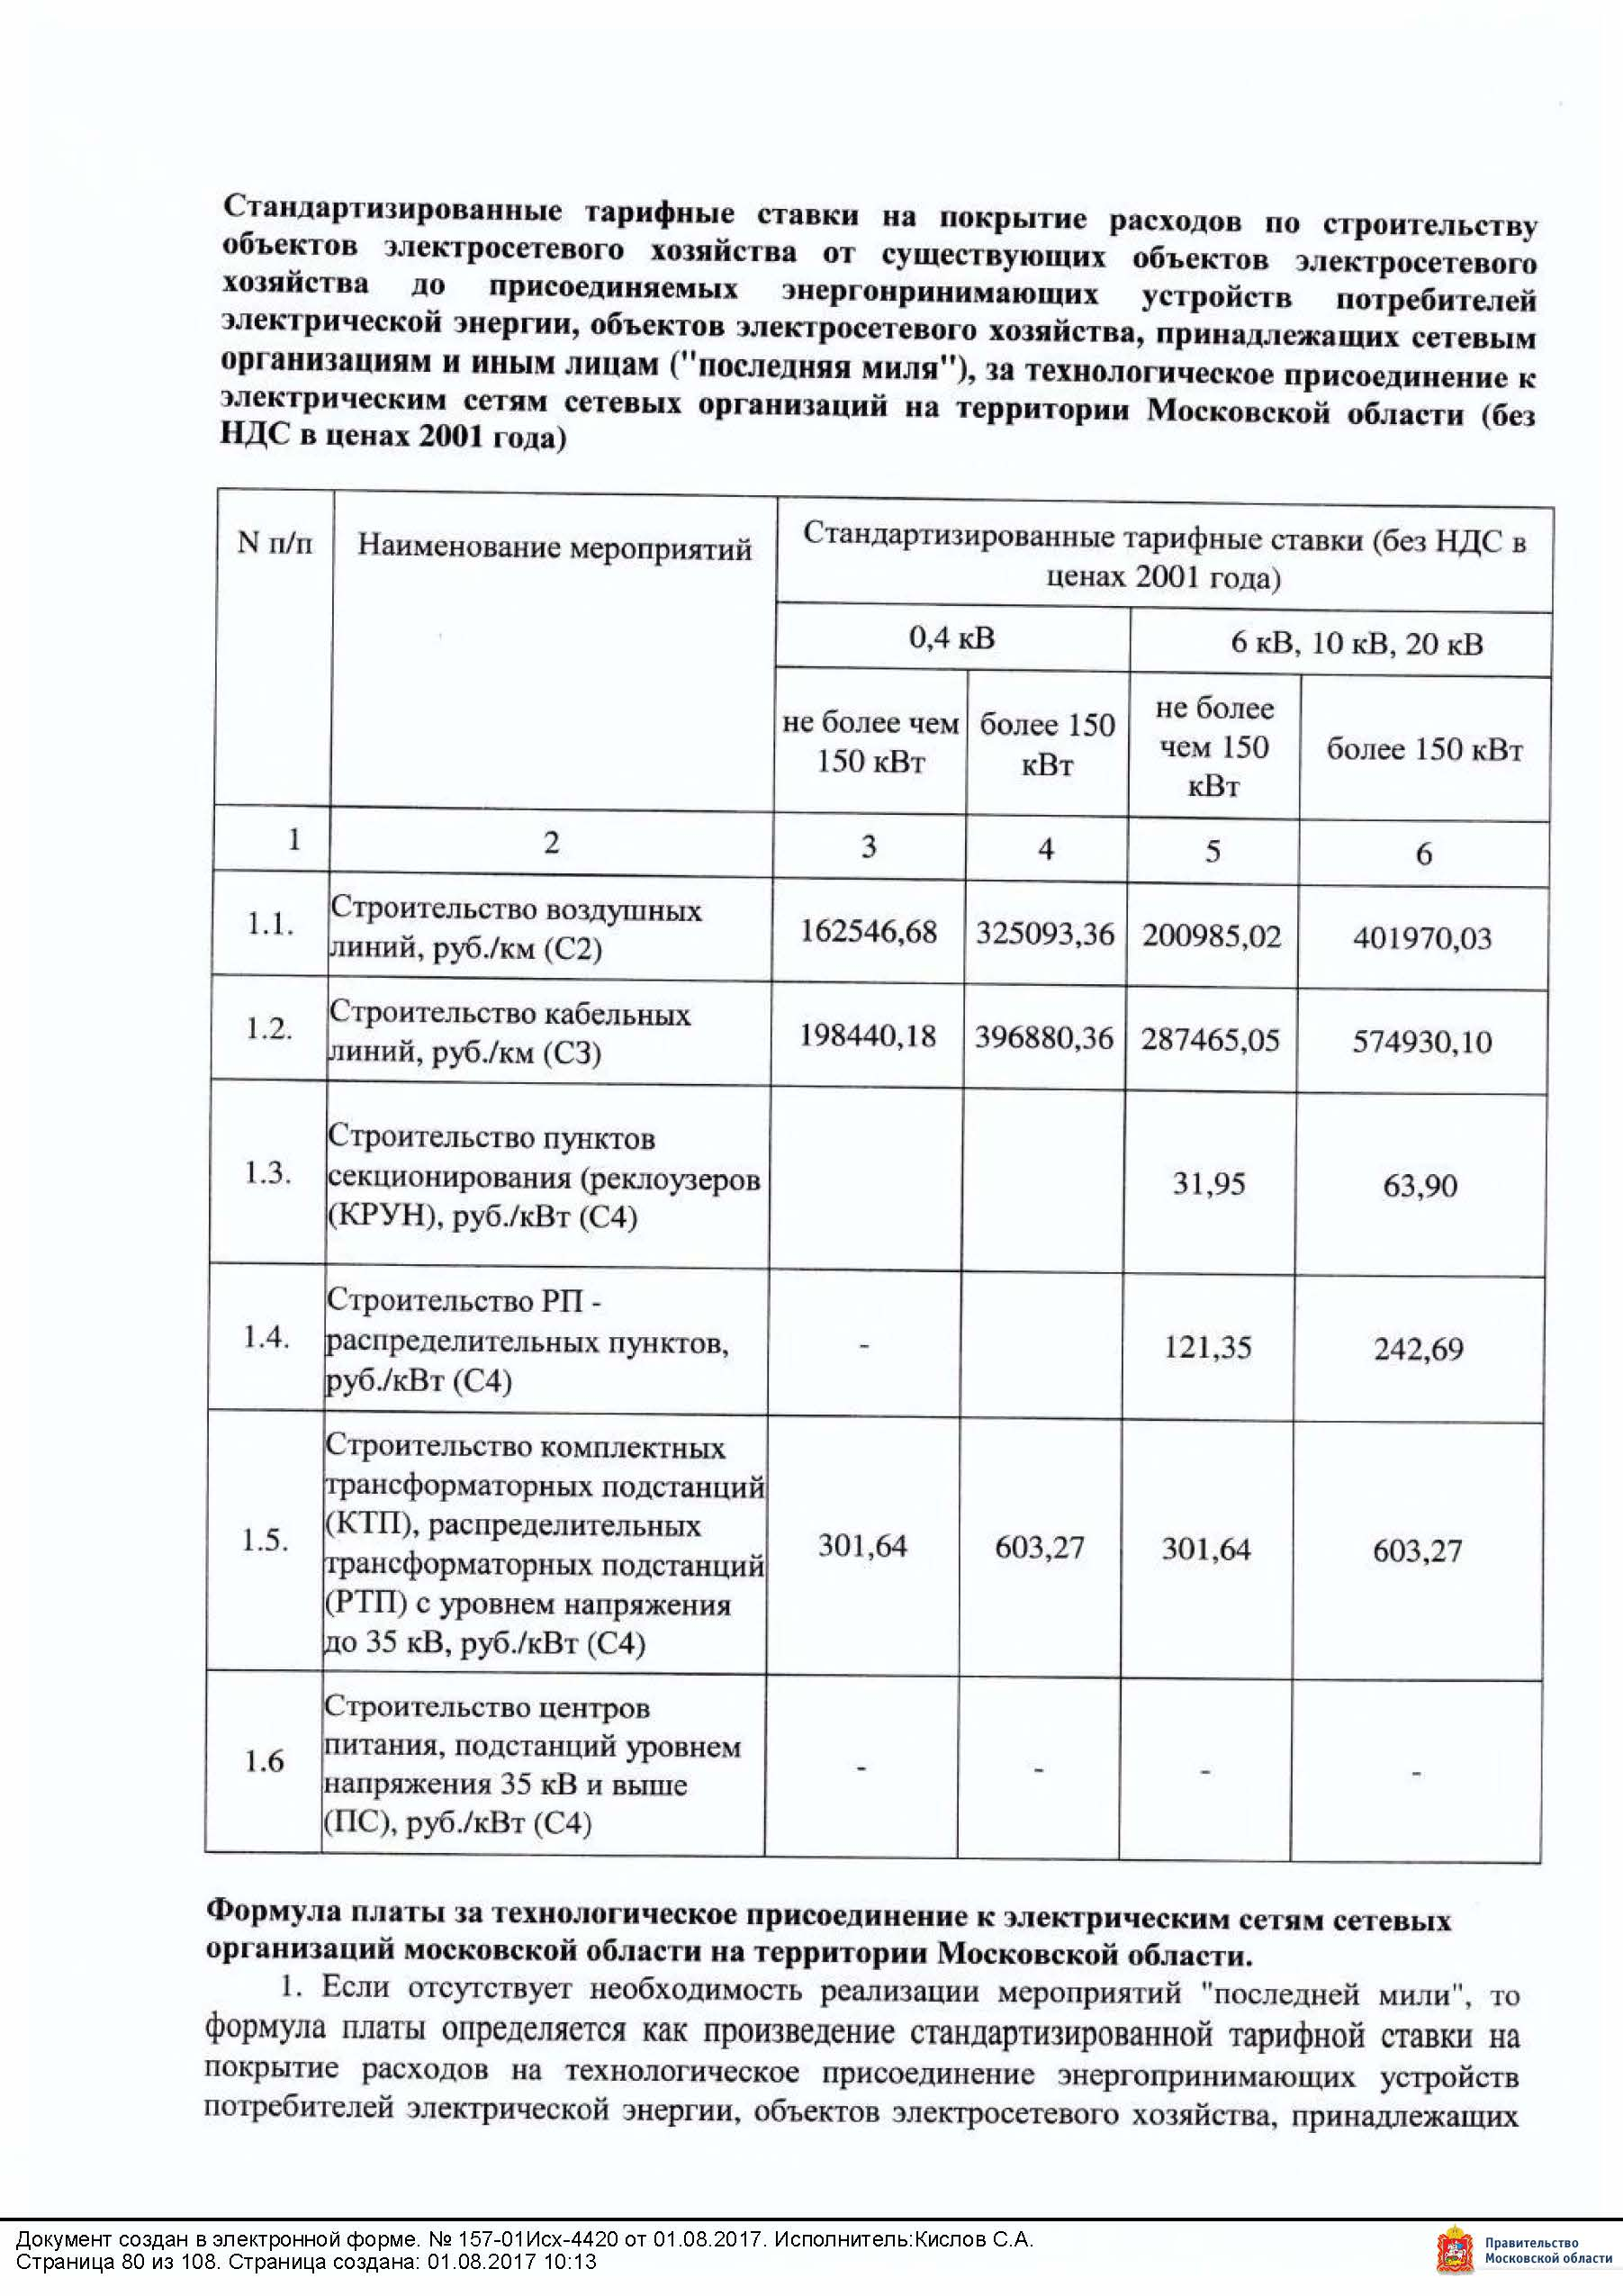 Стандартизированные тарифные ставки на покрытие расходов по строительству
объектов электросетевого хозяйства от существующих объектов электросетевого
хозяйства до присоединяемых энергонринимающих устройств потребителей
электрической энергии, объектов электросетевого хозяйства, принадлежащих сетевым
организациям и иным лицам ("последняя миля"), за технологическое присоединение к
электрическим сетям сетевых организаций на территории Московской области (без
НДС в ценах 2001 года)
N п/п
Наименование мероприятий
Стандартизированные тарифные ставки (без НДС в
ценах 2001 года)
0,4 кВ
6 кВ, 10 кВ, 20 кВ
не более чем
150 кВт
более 150
кВт
не более
чем 150
кВт
более 150 кВт
1 2 3 4 5 6
1.1.
Строительство воздушных
линий, руб./км (С2)
162546,68 325093,36 200985,02 401970,03
1.2.
Строительство кабельных
линий, руб./км (С3)
198440,18 396880,36 287465,05 574930,10
1.3.
Строительство пунктов
секционирования (реклоузеров
(КРУН), руб./кВт (С4)
31,95 63,90
1.4.
Строительство РП -
распределительных пунктов,
руб./кВт (С4)
- 121,35 242,69
1.5.
Строительство комплектных
трансформаторных подстанций
(КТП), распределительных
трансформаторных подстанций
(РТП) с уровнем напряжения
до 35 кВ, руб./кВт (С4)
301,64 603,27 301,64 603,27
1.6
Строительство центров
питания, подстанций уровнем
напряжения 35 кВ и выше
(ПС), руб./кВт (С4)
- - - -
Формула платы за технологическое присоединение к электрическим сетям сетевых
организаций московской области на территории Московской области.
1. Если отсутствует необходимость реализации мероприятий "последней мили", то
формула платы определяется как произведение стандартизированной тарифной ставки на
покрытие расходов на технологическое присоединение энергопринимающих устройств
потребителей электрической энергии, объектов электросетевого хозяйства, принадлежащих
Документ создан в электронной форме. № 157-01Исх-4420 от 01.08.2017. Исполнитель:Кислов С.А.
Страница 80 из 108. Страница создана: 01.08.2017 10:13
Правительство
Московской области